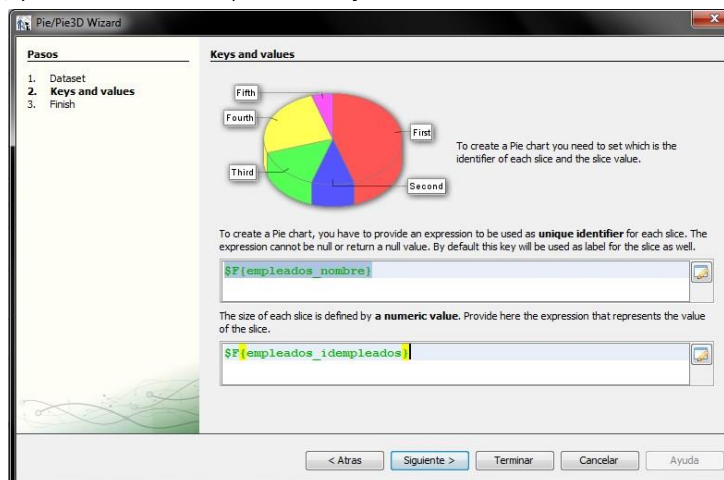 Pie/Pie3D Wizard
Pasos
1. Dataset
2. Keys and values
3. Finish
Keys and values
Fifth
Fourth
First
Third
Second
To create a Pie chart you need to set which is the
identifier of each slice and the slice value.
To create a Pie chart, you have to provide an expression to be used as unique identifier for each slice. The
expression cannot be null or return a null value. By default this key will be used as label for the slice as well.
$F{empleados_nombre}
The size of each slice is defined by a numeric value. Provide here the expression that represents the value
of the slice.
$F{empleados_idempleados}
< Atras
Siguiente >
Terminar
Cancelar
Ayuda